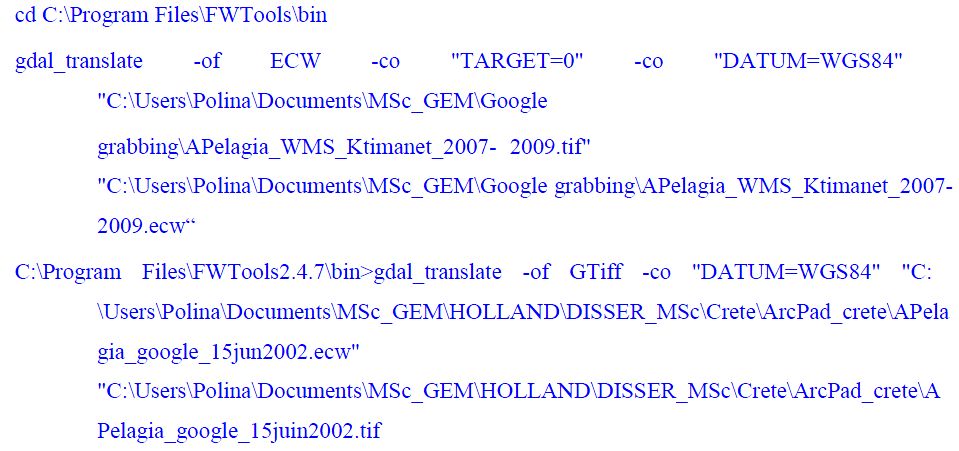 cd C:\Program Files\FWTools\bin
gdal_translate -of ECW -co "TARGET=0" -co "DATUM=WGS84"
"C:\Users\Polina\Documents\MSc_GEM\Google
grabbing\APelagia_WMS_Ktimanet_2007- 2009.tif"
"C:\Users\Polina\Documents\MSc_GEM\Google grabbing\APelagia_WMS_Ktimanet_2007-
2009.ecw“
C:\Program Files\FWTools2.4.7\bin>gdal_translate -of GTiff -co "DATUM=WGS84" "C:
\Users\Polina\Documents\MSc_GEM\HOLLAND\DISSER_MSc\Crete\ArcPad_crete\APela
gia_google_15jun2002.ecw"
"C:\Users\Polina\Documents\MSc_GEM\HOLLAND\DISSER_MSc\Crete\ArcPad_crete\A
Pelagia_google_15juin2002.tif